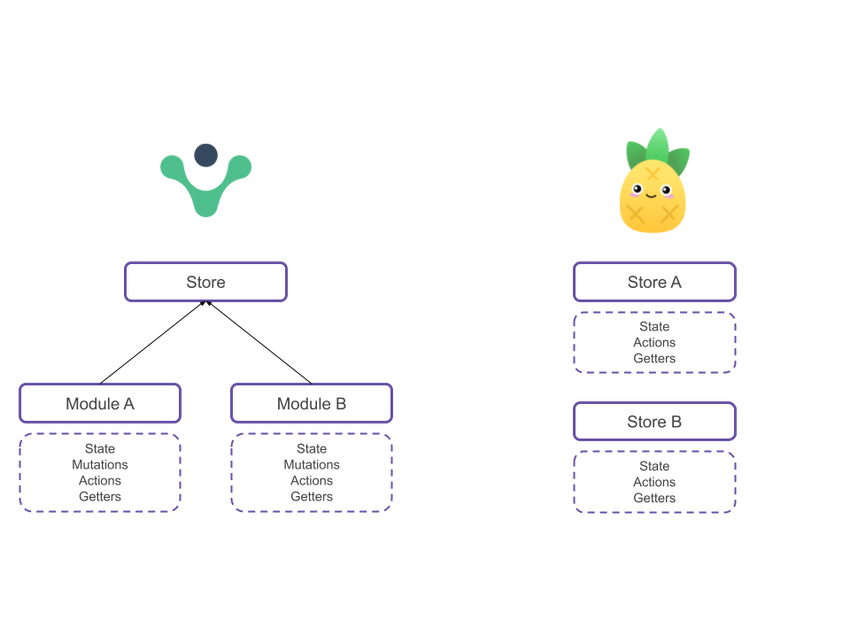 Store
Module A
State
Mutations
Actions
Getters
Module B
State
Mutations
Actions
Getters
Store A
State
Actions
Getters
Store B
State
Actions
Getters